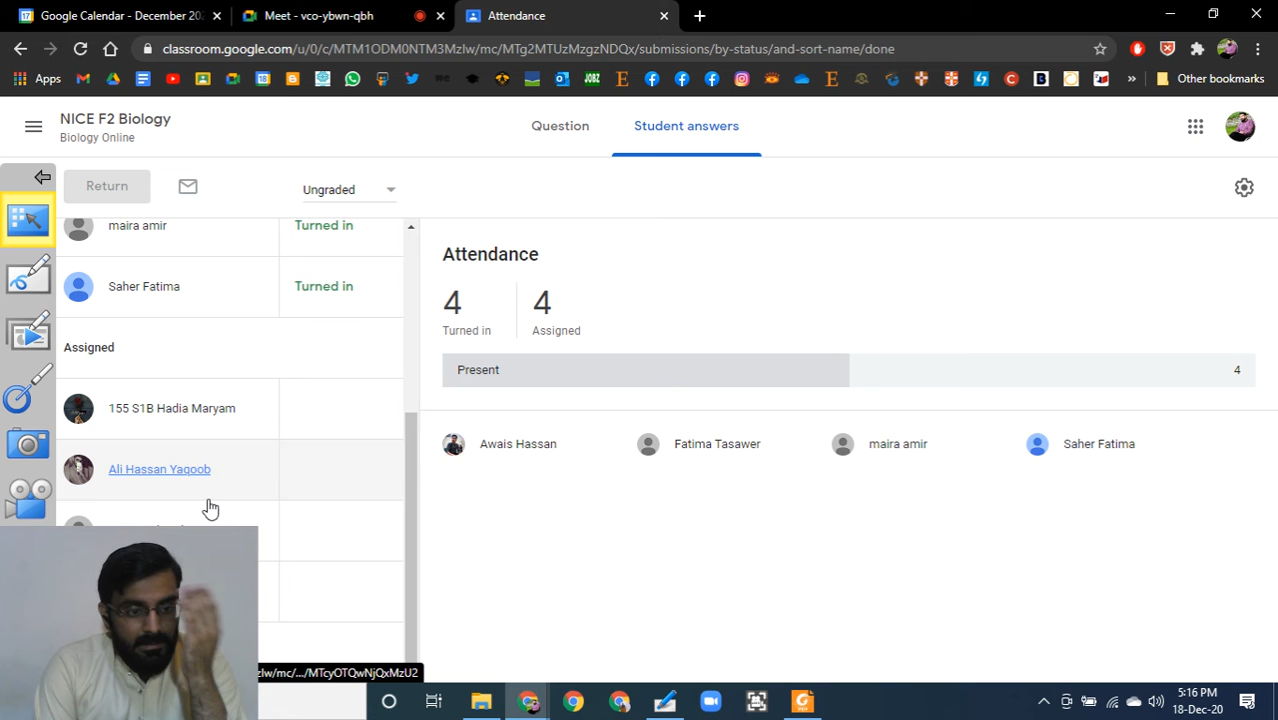 Google Calendar - December 202
Meet - vco-ybwn-qbh
Attendance
classroom.google.com/u/0/c/MTM1ODM0NTM3Mzlw/mc/MTg2MTUzMzgzNDQx/submissions/by-status/and-sort-name/done
Apps
JOBZ
Other bookmarks
NICE F2 Biology
Biology Online
Question
Student answers
Return
Ungraded
maira amir
Turned in
Saher Fatima
Turned in
Assigned
155 S1B Hadia Maryam
Ali Hassan Yaqoob
Attendance
4
Turned in
4
Assigned
Present
4
Awais Hassan
Fatima Tasawer
maira amir
Saher Fatima
zlw/mc/.../MTcyOTQwNjQxMzU2
5:16 PM
18-Dec-20